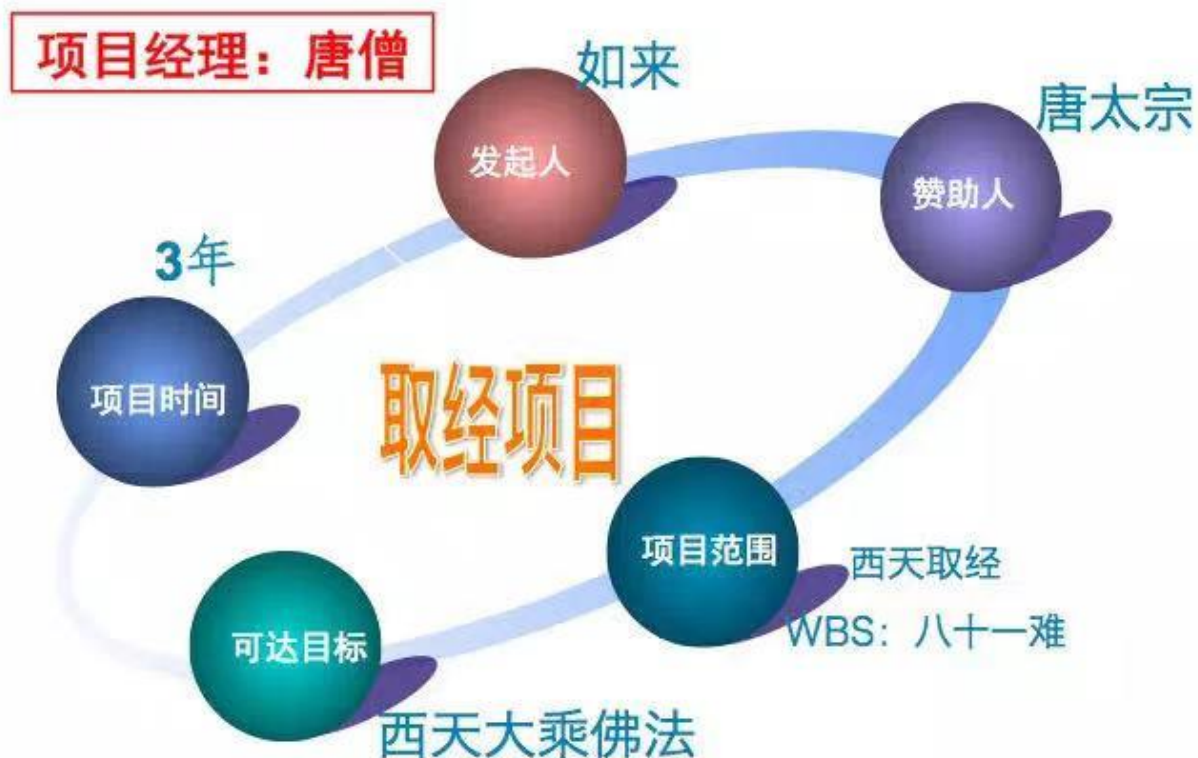 项目经理：唐僧
如来
发起人
唐太宗
赞助人
3年
项目时间
取经项目
项目范围
西天取经
WBS：八十一难
可达目标
西天大乘佛法